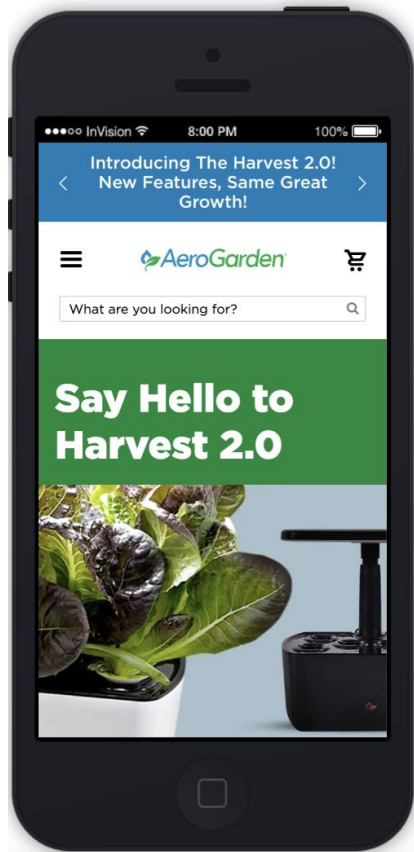 ●●●○○ InVision 8:00 PM 100%
Introducing The Harvest 2.0!
New Features, Same Great
Growth!
AeroGarden
What are you looking for?
Say Hello to
Harvest 2.0